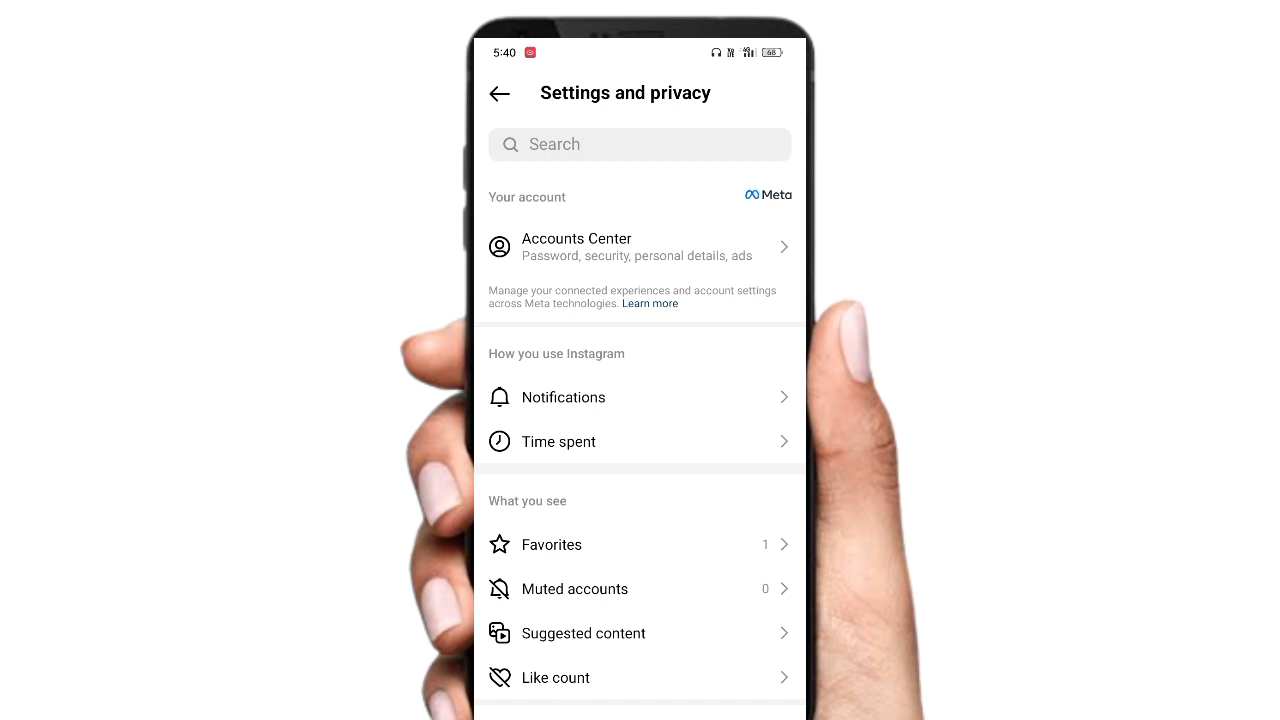 5:40
68
Settings and privacy
Search
Your account
Meta
Accounts Center
Password, security, personal details, ads
Manage your connected experiences and account settings
across Meta technologies. Learn more
How you use Instagram
Notifications
Time spent
What you see
Favorites 1
Muted accounts 0
Suggested content
Like count